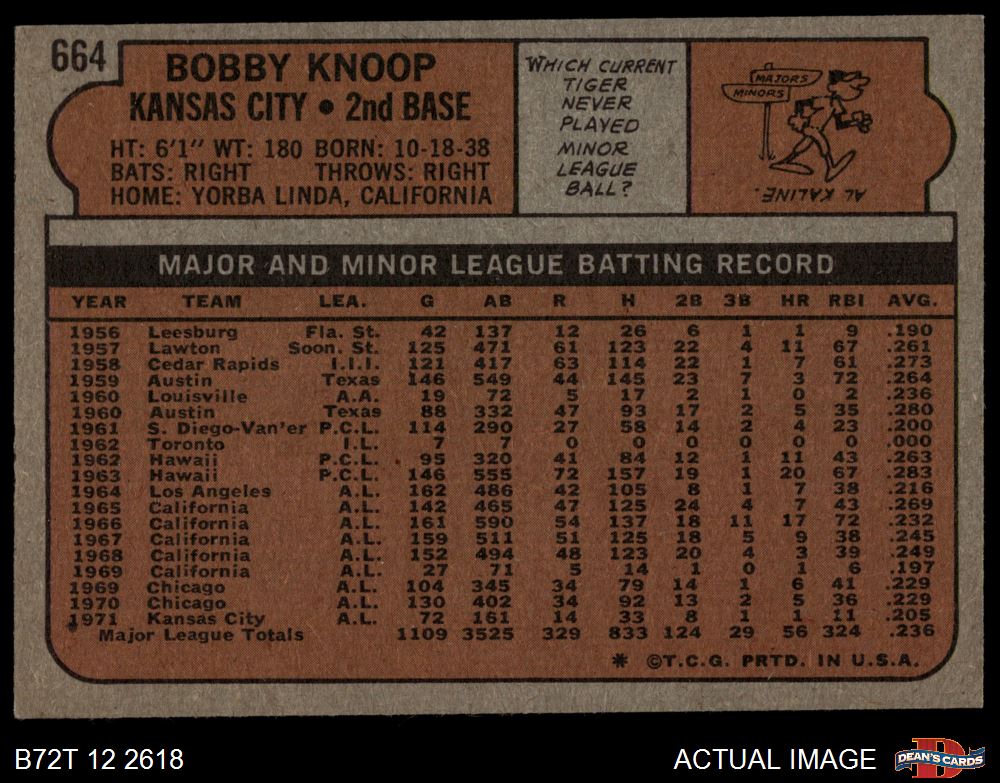 664
BOBBY KNOOP
KANSAS CITY • 2nd BASE
HT: 6'1" WT: 180 BORN: 10-18-38
BATS: RIGHT THROWS: RIGHT
HOME: YORBA LINDA, CALIFORNIA
WHICH CURRENT
TIGER
NEVER
PLAYED
MINOR
LEAGUE
BALL?
MAJORS
MINORS
AL KALINE.
MAJOR AND MINOR LEAGUE BATTING RECORD
YEAR TEAM LEA. G AB R H 2B 3B HR RBI AVG.
1956 Leesburg Fla. St. 42 137 12 26 6 1 1 9 .190
1957 Lawton Soon. St. 125 471 61 123 22 4 11 67 .261
1958 Cedar Rapids I.I.I. 121 417 63 114 22 1 7 61 .273
1959 Austin Texas 146 549 44 145 23 7 3 72 .264
1960 Louisville A.A. 19 72 5 17 2 1 0 2 .236
1960 Austin Texas 88 332 47 93 17 2 5 35 .280
1961 S. Diego-Van'er P.C.L. 114 290 27 58 14 2 4 23 .200
1962 Toronto I.L. 7 7 0 0 0 0 0 0 .000
1962 Hawaii P.C.L. 95 320 41 84 12 1 11 43 .263
1963 Hawaii P.C.L. 146 555 72 157 19 1 20 67 .283
1964 Los Angeles A.L. 162 486 42 105 8 1 7 38 .216
1965 California A.L. 142 465 47 125 24 4 7 43 .269
1966 California A.L. 161 590 54 137 18 11 17 72 .232
1967 California A.L. 159 511 51 125 18 5 9 38 .245
1968 California A.L. 152 494 48 123 20 4 3 39 .249
1969 California A.L. 27 71 5 14 1 0 1 6 .197
1969 Chicago A.L. 104 345 34 79 14 1 6 41 .229
1970 Chicago A.L. 130 402 34 92 13 2 5 36 .229
1971 Kansas City A.L. 72 161 14 33 8 1 1 11 .205
Major League Totals 1109 3525 329 833 124 29 56 324 .236
* ©T.C.G. PRTD. IN U.S.A.
B72T 12 2618
ACTUAL IMAGE
D
DEAN'S CARDS